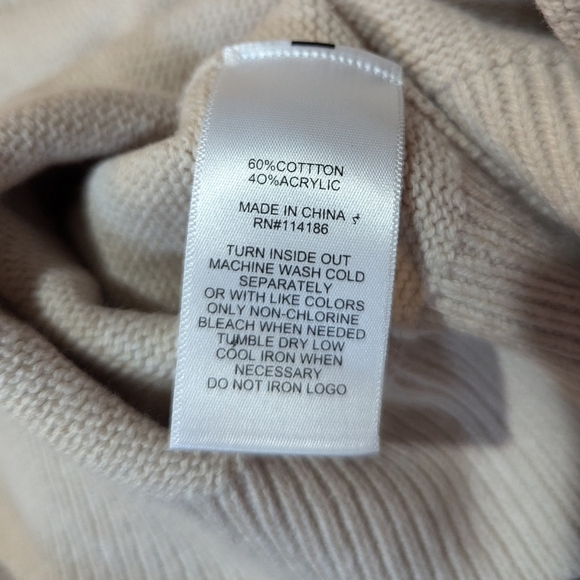 60%COTTTON
4O%ACRYLIC
MADE IN CHINA
RN#114186
TURN INSIDE OUT
MACHINE WASH COLD
SEPARATELY
OR WITH LIKE COLORS
ONLY NON-CHLORINE
BLEACH WHEN NEEDED
TUMBLE DRY LOW
COOL IRON WHEN
NECESSARY
DO NOT IRON LOGO